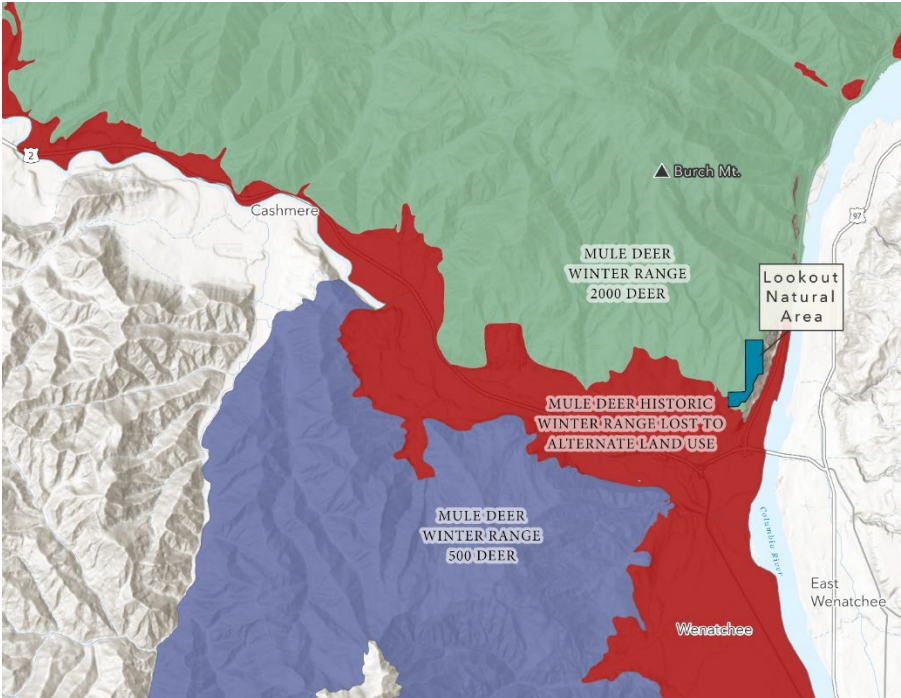 2
Cashmere
Burch Mt.
97
MULE DEER
WINTER RANGE
2000 DEER
Lookout
Natural
Area
MULE DEER HISTORIC
WINTER RANGE LOST TO
ALTERNATE LAND USE
MULE DEER
WINTER RANGE
500 DEER
Columbia River
East
Wenatchee
Wenatchee